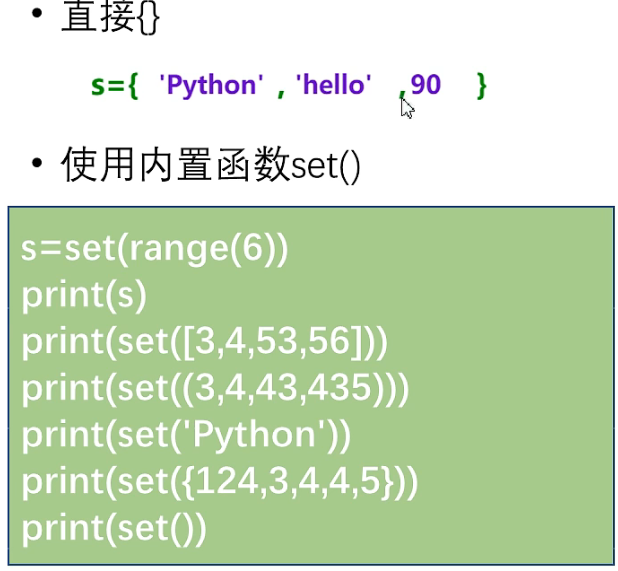 • 直接{}
s={ 'Python' , 'hello' ,90 }
• 使用内置函数set()
s=set(range(6))
print(s)
print(set([3,4,53,56]))
print(set((3,4,43,435)))
print(set('Python'))
print(set({124,3,4,4,5}))
print(set())